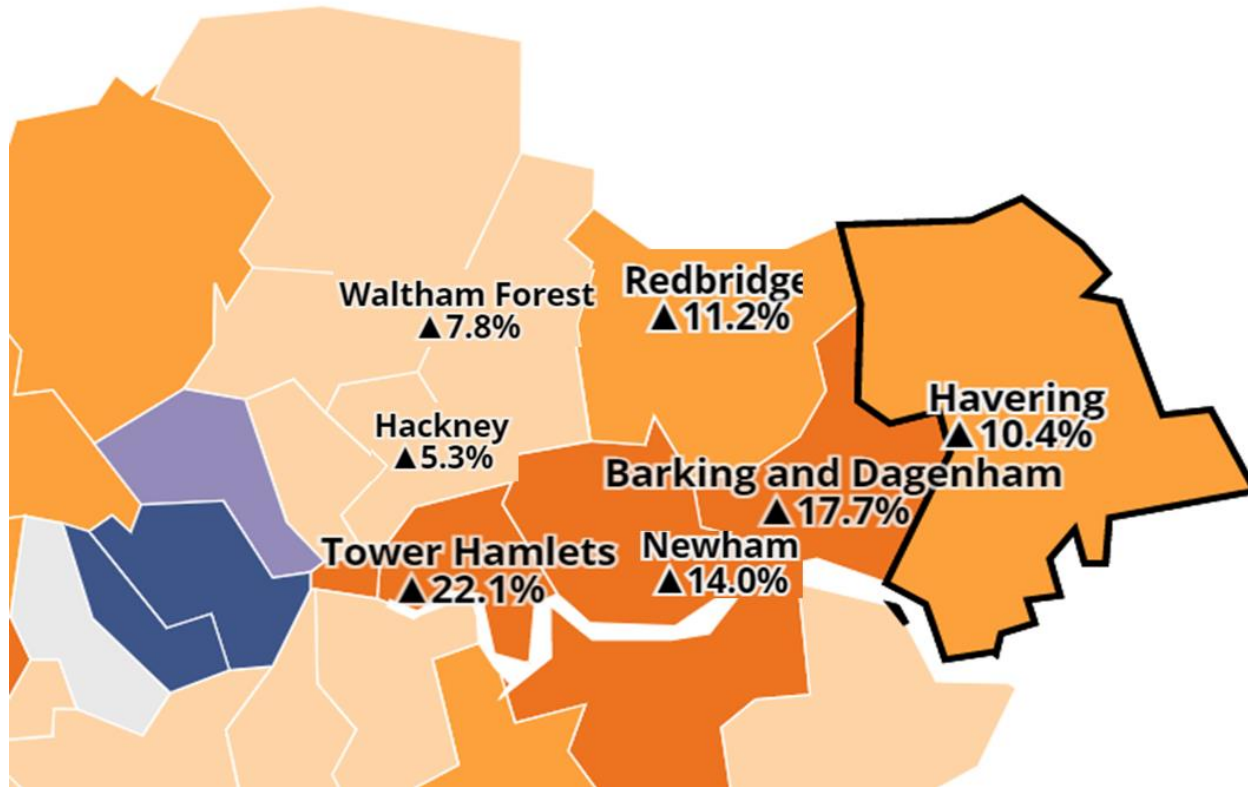 Waltham Forest
▲7.8%
Redbridge
▲11.2%
Hackney
▲5.3%
Havering
▲10.4%
Barking and Dagenham
▲17.7%
Tower Hamlets
▲22.1%
Newham
▲14.0%